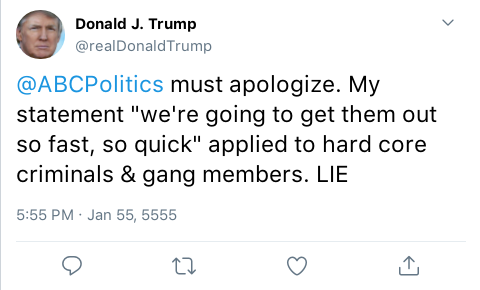 Donald J. Trump
@realDonaldTrump
@ABCPolitics must apologize. My
statement "we're going to get them out
so fast, so quick" applied to hard core
criminals & gang members. LIE
5:55 PM · Jan 55, 5555